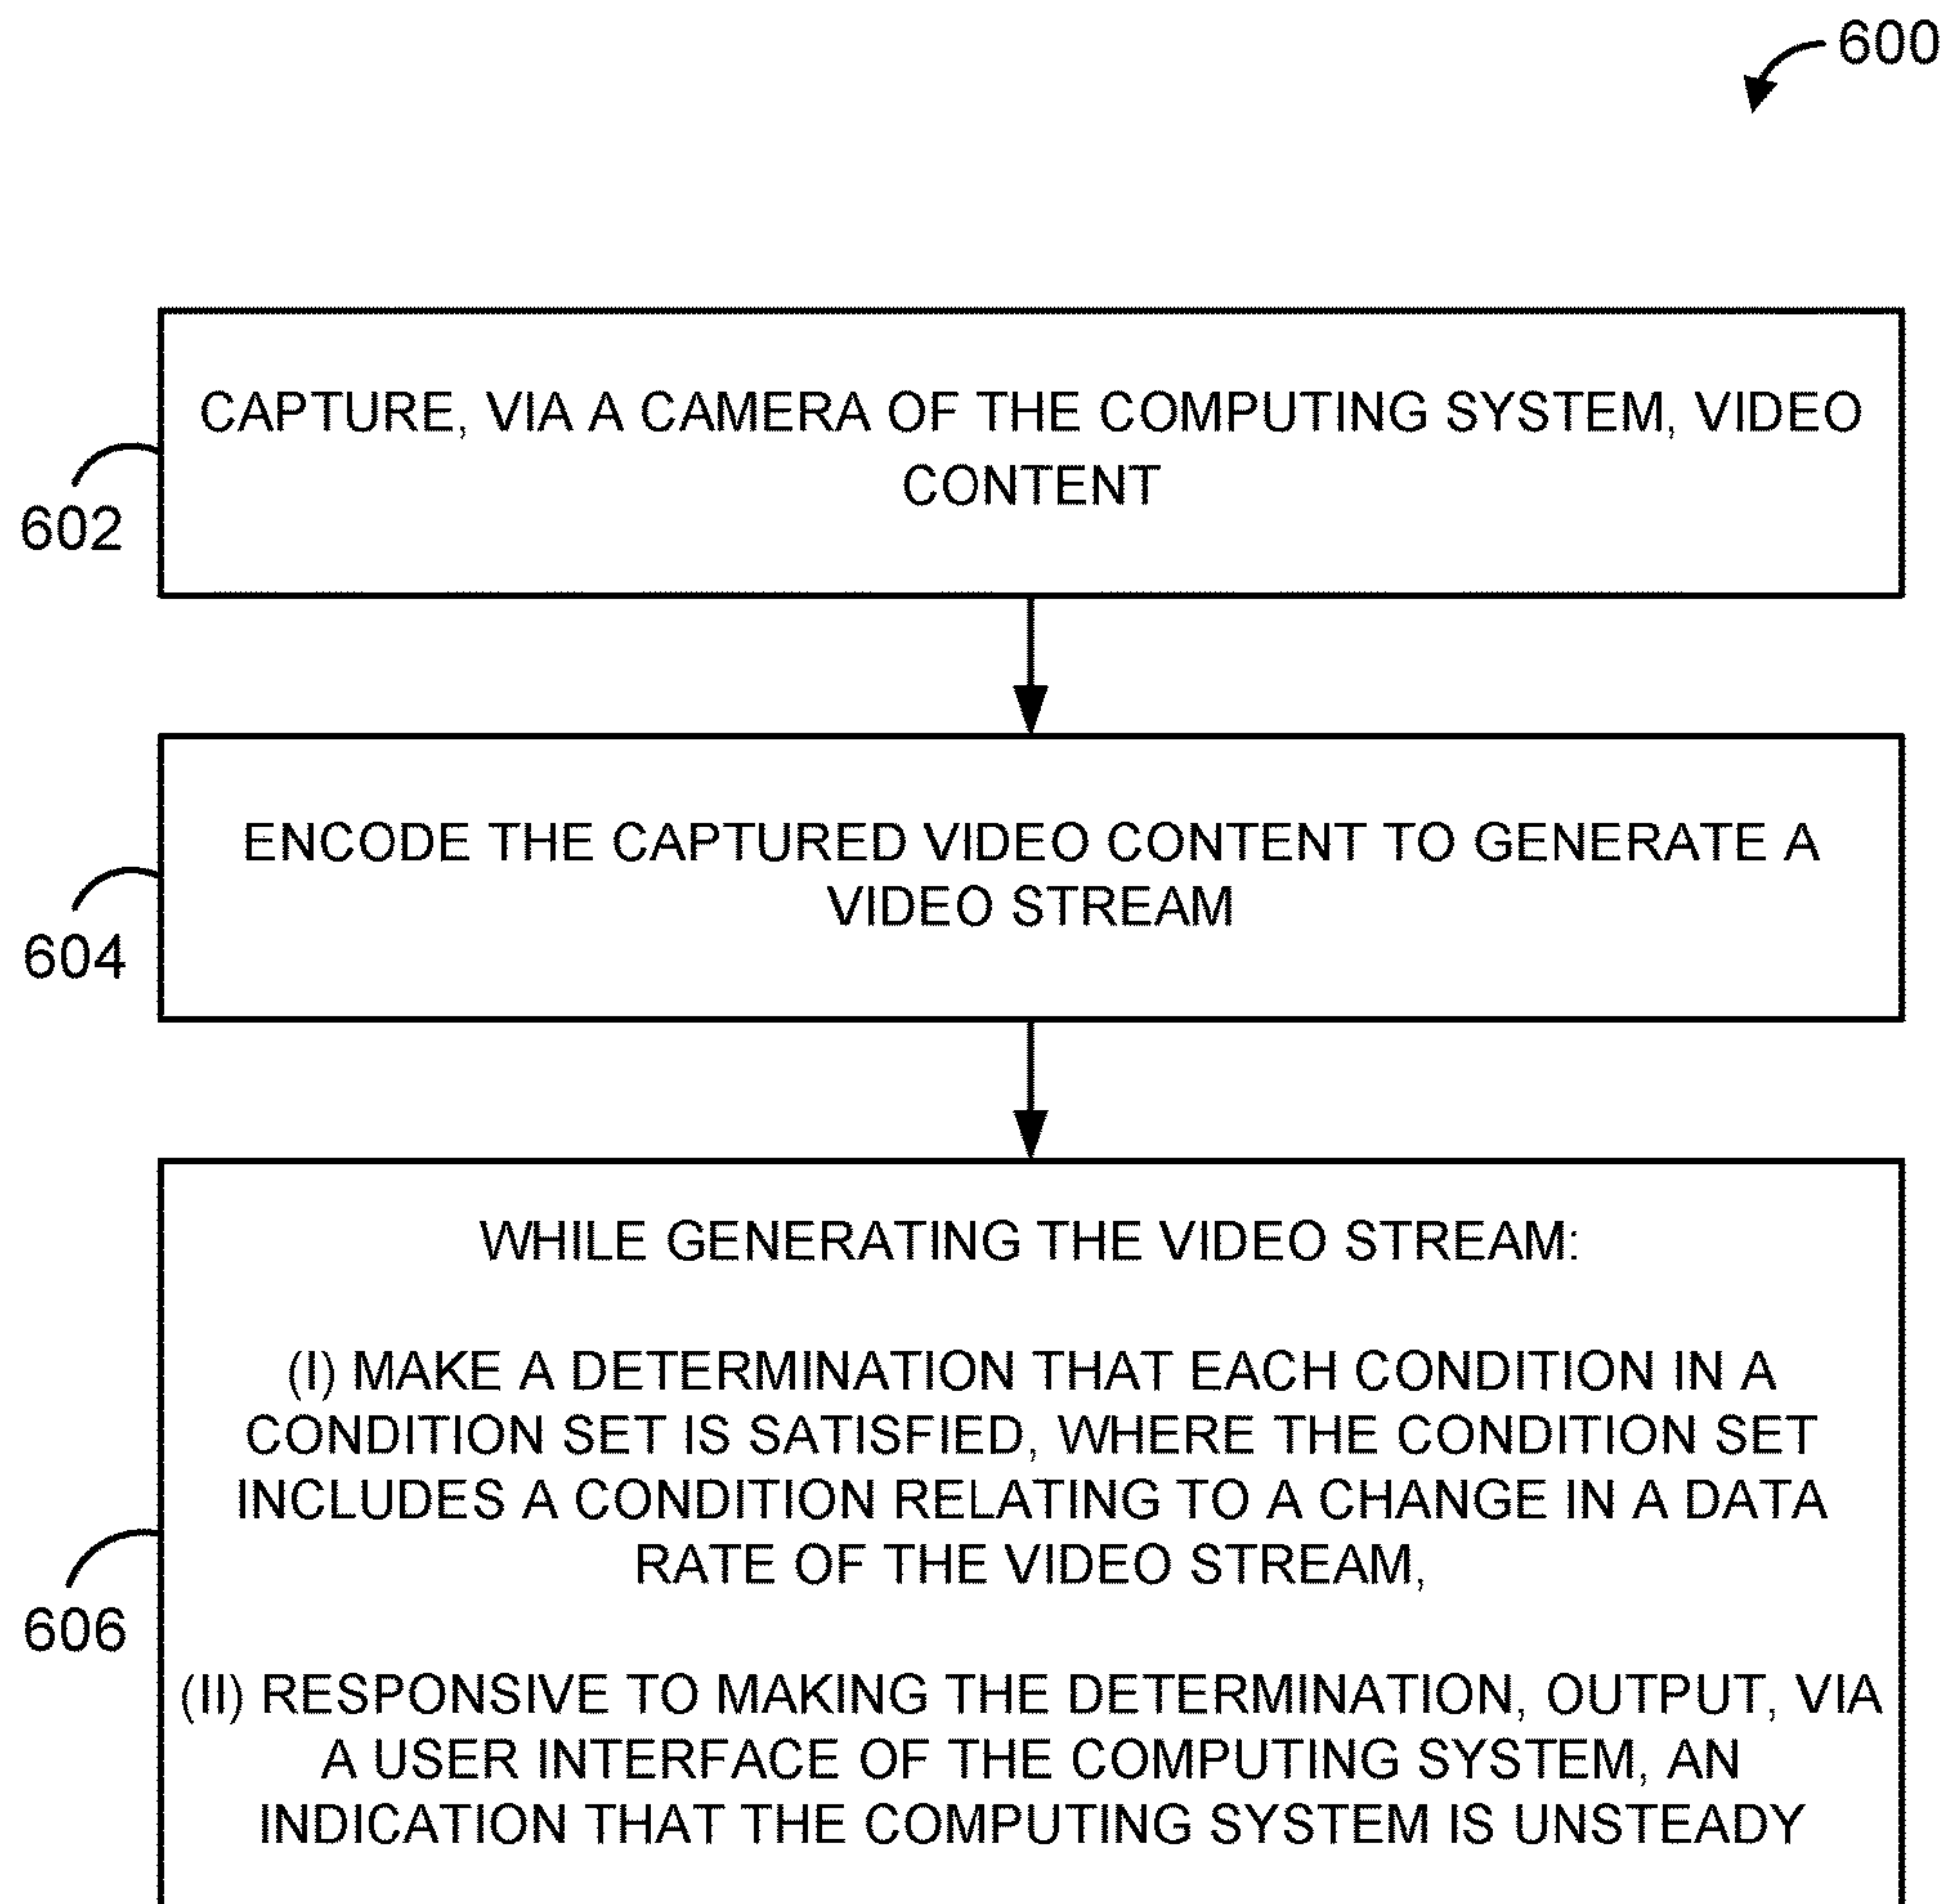 600
CAPTURE, VIA A CAMERA OF THE COMPUTING SYSTEM, VIDEO
CONTENT
602
ENCODE THE CAPTURED VIDEO CONTENT TO GENERATE A
VIDEO STREAM
604
WHILE GENERATING THE VIDEO STREAM:
(I) MAKE A DETERMINATION THAT EACH CONDITION IN A
CONDITION SET IS SATISFIED, WHERE THE CONDITION SET
INCLUDES A CONDITION RELATING TO A CHANGE IN A DATA
RATE OF THE VIDEO STREAM,
606
(II) RESPONSIVE TO MAKING THE DETERMINATION, OUTPUT, VIA
A USER INTERFACE OF THE COMPUTING SYSTEM, AN
INDICATION THAT THE COMPUTING SYSTEM IS UNSTEADY